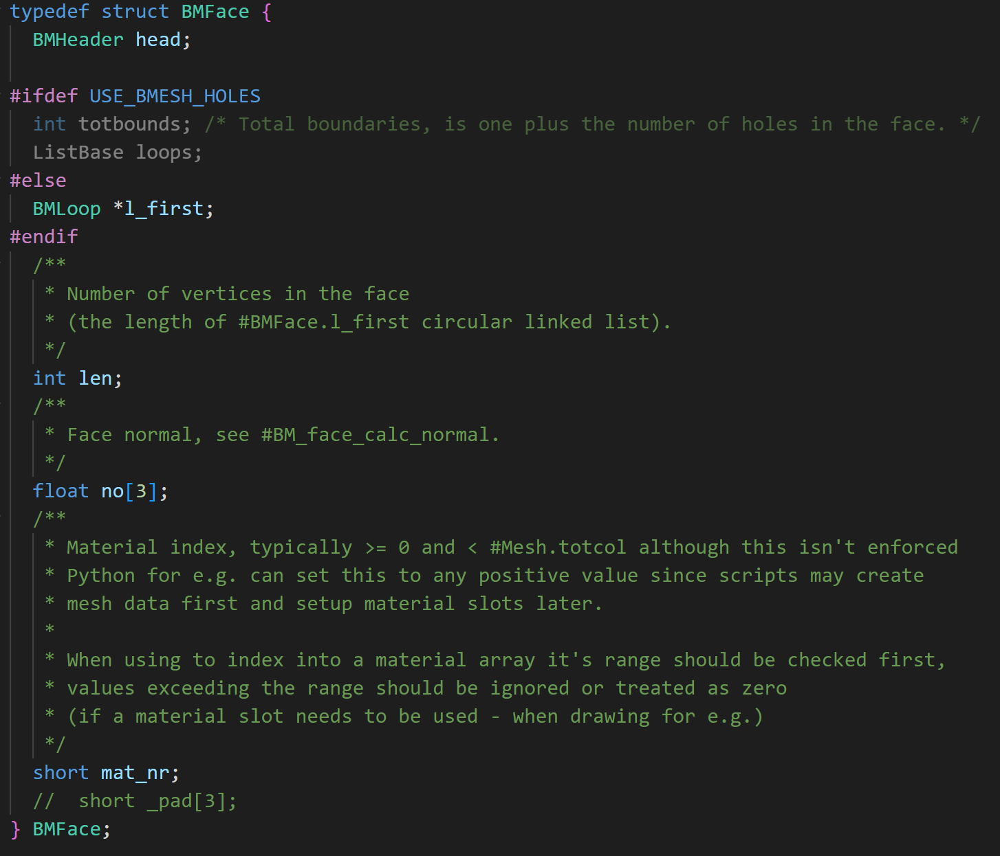 typedef struct BMFace {
  BMHeader head;

#ifdef USE_BMESH_HOLES
  int totbounds; /* Total boundaries, is one plus the number of holes in the face. */
  ListBase loops;
#else
  BMLoop *l_first;
#endif
  /**
   * Number of vertices in the face
   * (the length of #BMFace.l_first circular linked list).
   */
  int len;
  /**
   * Face normal, see #BM_face_calc_normal.
   */
  float no[3];
  /**
   * Material index, typically >= 0 and < #Mesh.totcol although this isn't enforced
   * Python for e.g. can set this to any positive value since scripts may create
   * mesh data first and setup material slots later.
   *
   * When using to index into a material array it's range should be checked first,
   * values exceeding the range should be ignored or treated as zero
   * (if a material slot needs to be used - when drawing for e.g.)
   */
  short mat_nr;
  //  short _pad[3];
} BMFace;